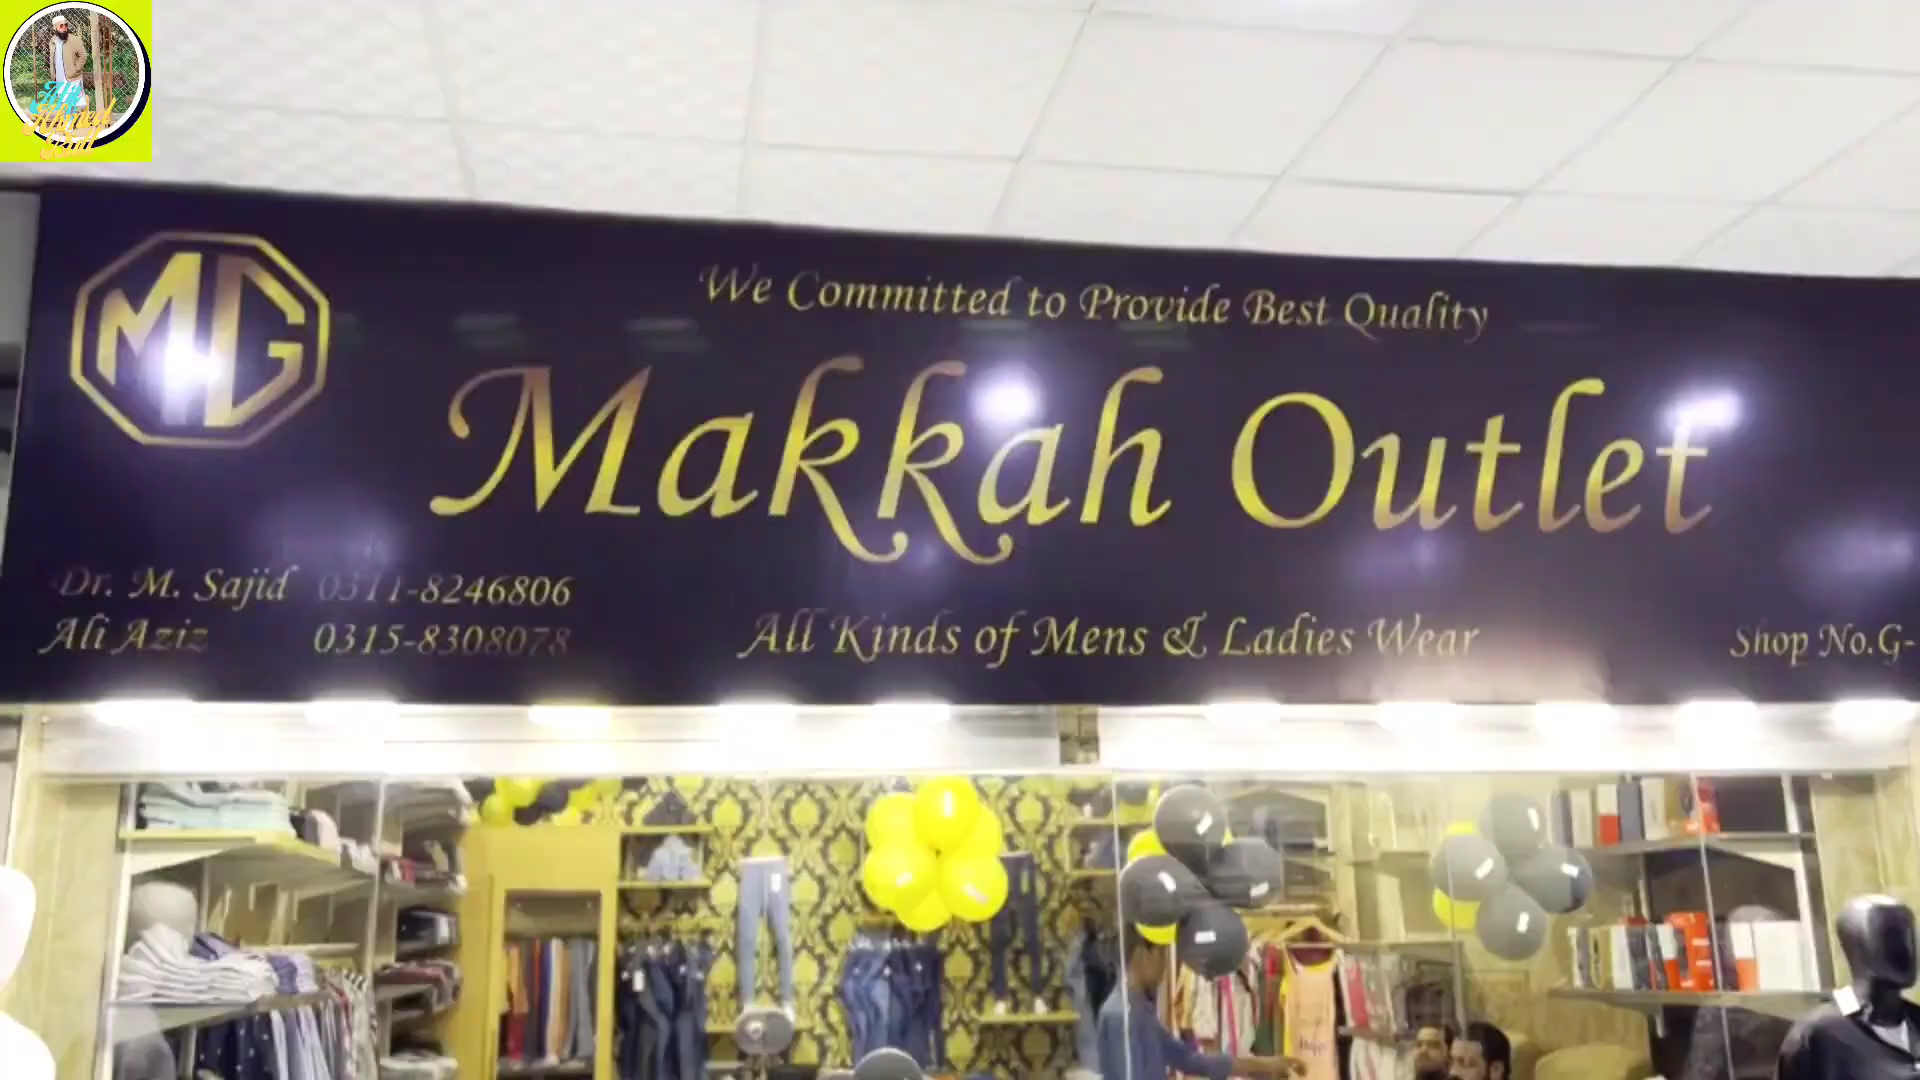 MG
We Committed to Provide Best Quality
Makkah Outlet
Dr. M. Sajid 0311-8246806
Ali Aziz 0315-8308078
All Kinds of Mens & Ladies Wear
Shop No.G-